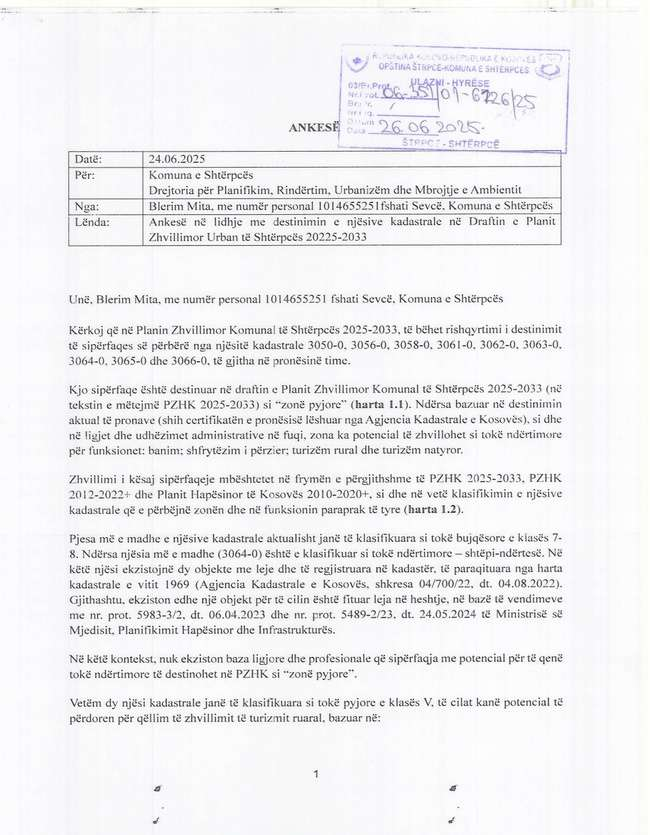 REPUBLIKA KOSOVO-REPUBLIKA E KOSOVËS
OPŠTINA ŠTRPCE-KOMUNA E SHTËRPCËS
ULAZNI - HYRËSE
06-551/01-6726/25
26.06 2025.
ŠTRPCE - SHTËRPCË
ANKESË
Datë: 24.06.2025
Për: Komuna e Shtërpcës
Drejtoria për Planifikim, Rindërtim, Urbanizëm dhe Mbrojtje e Ambientit
Nga: Blerim Mita, me numër personal 1014655251fshati Sevcë, Komuna e Shtërpcës
Lënda: Ankesë në lidhje me destinimin e njësive kadastrale në Draftin e Planit
Zhvillimor Urban të Shtërpcës 20225-2033
Unë, Blerim Mita, me numër personal 1014655251 fshati Sevcë, Komuna e Shtërpcës
Kërkoj që në Planin Zhvillimor Komunal të Shtërpcës 2025-2033, të bëhet rishqyrtimi i destinimit
të sipërfaqes së përbërë nga njësitë kadastrale 3050-0, 3056-0, 3058-0, 3061-0, 3062-0, 3063-0,
3064-0, 3065-0 dhe 3066-0, të gjitha në pronësinë time.
Kjo sipërfaqe është destinuar në draftin e Planit Zhvillimor Komunal të Shtërpcës 2025-2033 (në
tekstin e mëtejmë PZHK 2025-2033) si “zonë pyjore” (harta 1.1). Ndërsa bazuar në destinimin
aktual të pronave (shih certifikatën e pronësisë lëshuar nga Agjencia Kadastrale e Kosovës), si dhe
në ligjet dhe udhëzimet administrative në fuqi, zona ka potencial të zhvillohet si tokë ndërtimore
për funksionet: banim; shfrytëzim i përzier; turizëm rural dhe turizëm natyror.
Zhvillimi i kësaj sipërfaqeje mbështetet në frymën e përgjithshme të PZHK 2025-2033, PZHK
2012-2022+ dhe Planit Hapësinor të Kosovës 2010-2020+, si dhe në vetë klasifikimin e njësive
kadastrale që e përbëjnë zonën dhe në funksionin paraprak të tyre (harta 1.2).
Pjesa më e madhe e njësive kadastrale aktualisht janë të klasifikuara si tokë bujqësore e klasës 7-
8. Ndërsa njësia më e madhe (3064-0) është e klasifikuar si tokë ndërtimore – shtëpi-ndërtesë. Në
këtë njësi ekzistojnë dy objekte me leje dhe të regjistruara në kadastër, të paraqituara nga harta
kadastrale e vitit 1969 (Agjencia Kadastrale e Kosovës, shkresa 04/700/22, dt. 04.08.2022).
Gjithashtu, ekziston edhe një objekt për të cilin është fituar leja në heshtje, në bazë të vendimeve
me nr. prot. 5983-3/2, dt. 06.04.2023 dhe nr. prot. 5489-2/23, dt. 24.05.2024 të Ministrisë së
Mjedisit, Planifikimit Hapësinor dhe Infrastrukturës.
Në këtë kontekst, nuk ekziston baza ligjore dhe profesionale që sipërfaqja me potencial për të qenë
tokë ndërtimore të destinohet në PZHK si “zonë pyjore”.
Vetëm dy njësi kadastrale janë të klasifikuara si tokë pyjore e klasës V, të cilat kanë potencial të
përdoren për qëllim të zhvillimit të turizmit ruaral, bazuar në:
1